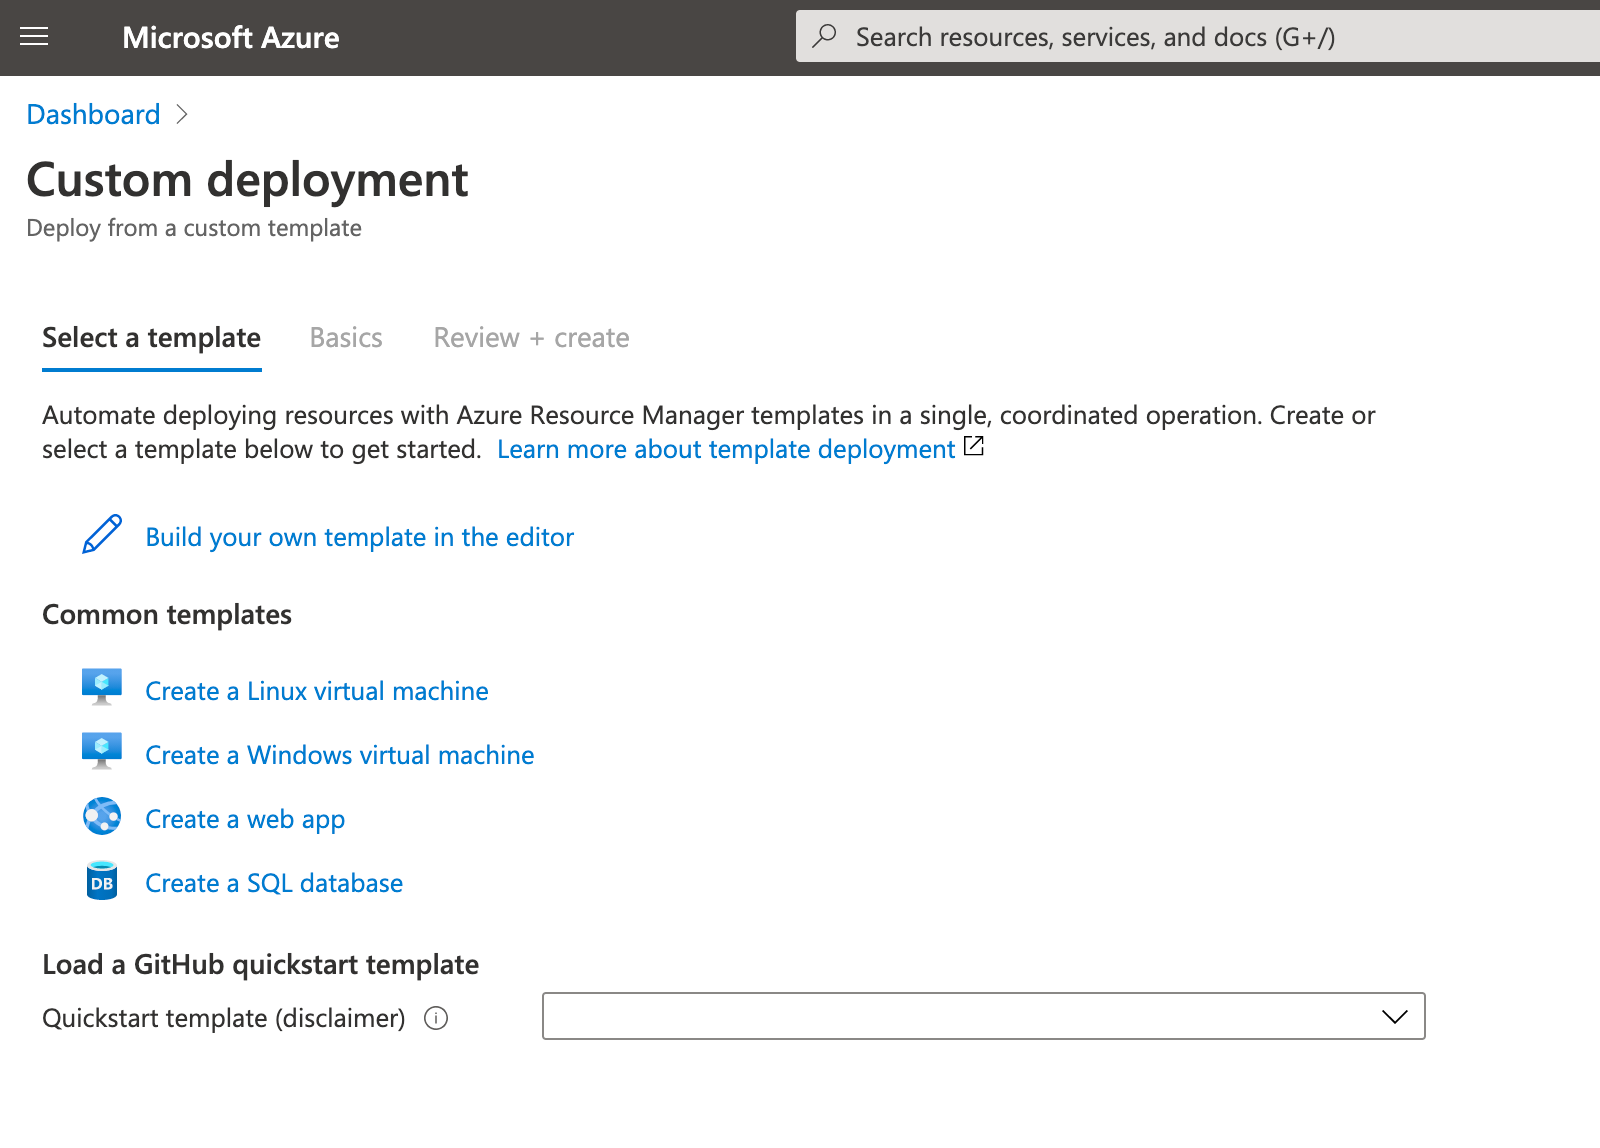 Microsoft Azure
Search resources, services, and docs (G+/)
Dashboard
Custom deployment
Deploy from a custom template
Select a template
Basics
Review + create
Automate deploying resources with Azure Resource Manager templates in a single, coordinated operation. Create or
select a template below to get started. Learn more about template deployment
Build your own template in the editor
Common templates
Create a Linux virtual machine
Create a Windows virtual machine
Create a web app
DB
Create a SQL database
Load a GitHub quickstart template
Quickstart template (disclaimer)